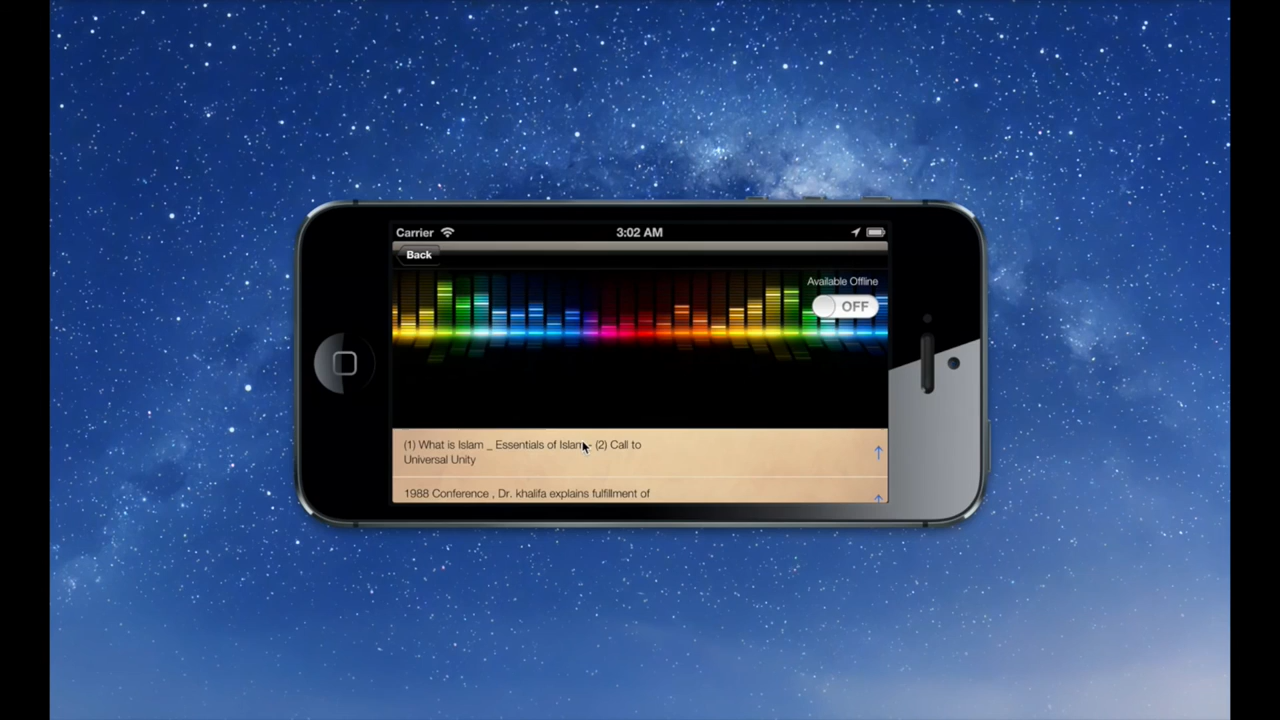 Carrier 3:02 AM
Back
Available Offline
OFF
(1) What is Islam _ Essentials of Islam - (2) Call to
Universal Unity
1988 Conference , Dr. khalifa explains fulfillment of